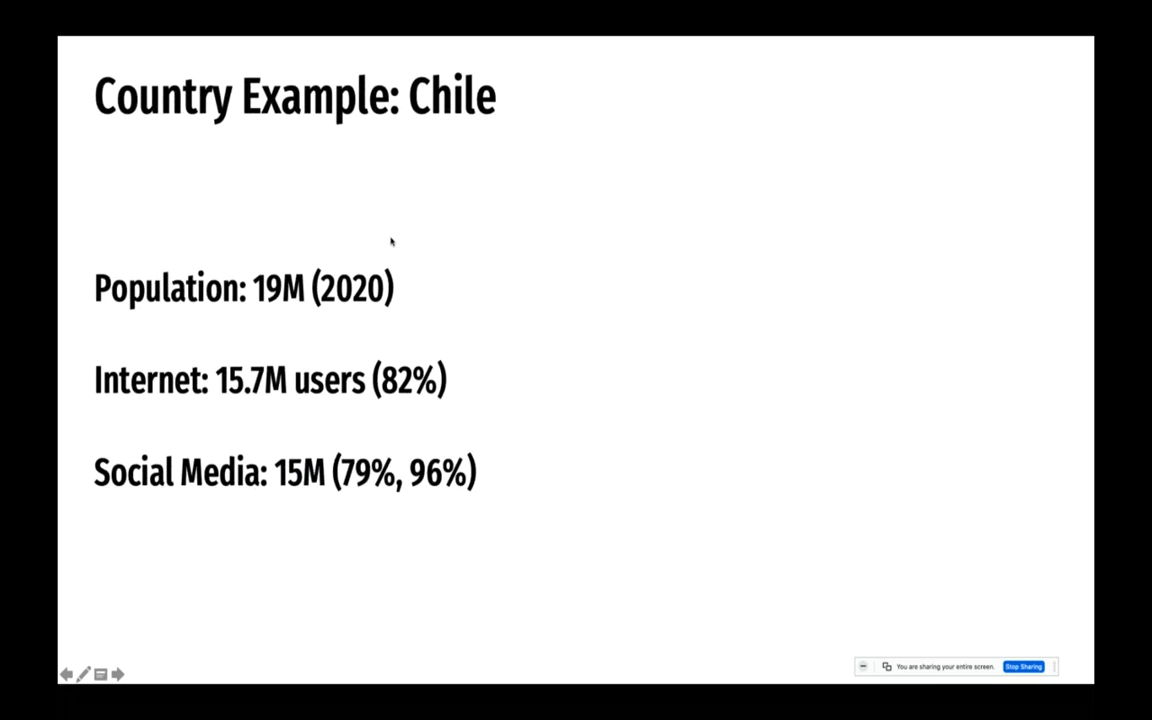 Country Example: Chile
Population: 19M (2020)
Internet: 15.7M users (82%)
Social Media: 15M (79%, 96%)
You are sharing your entire screen.
Stop Sharing